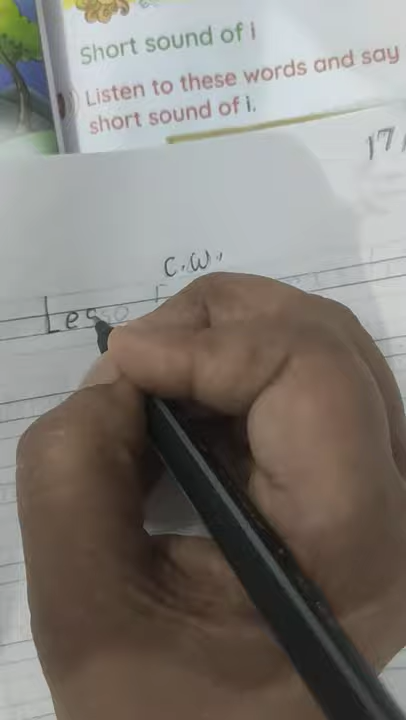 Short sound of i
Listen to these words and say
short sound of i.
17/
C.W.
Les